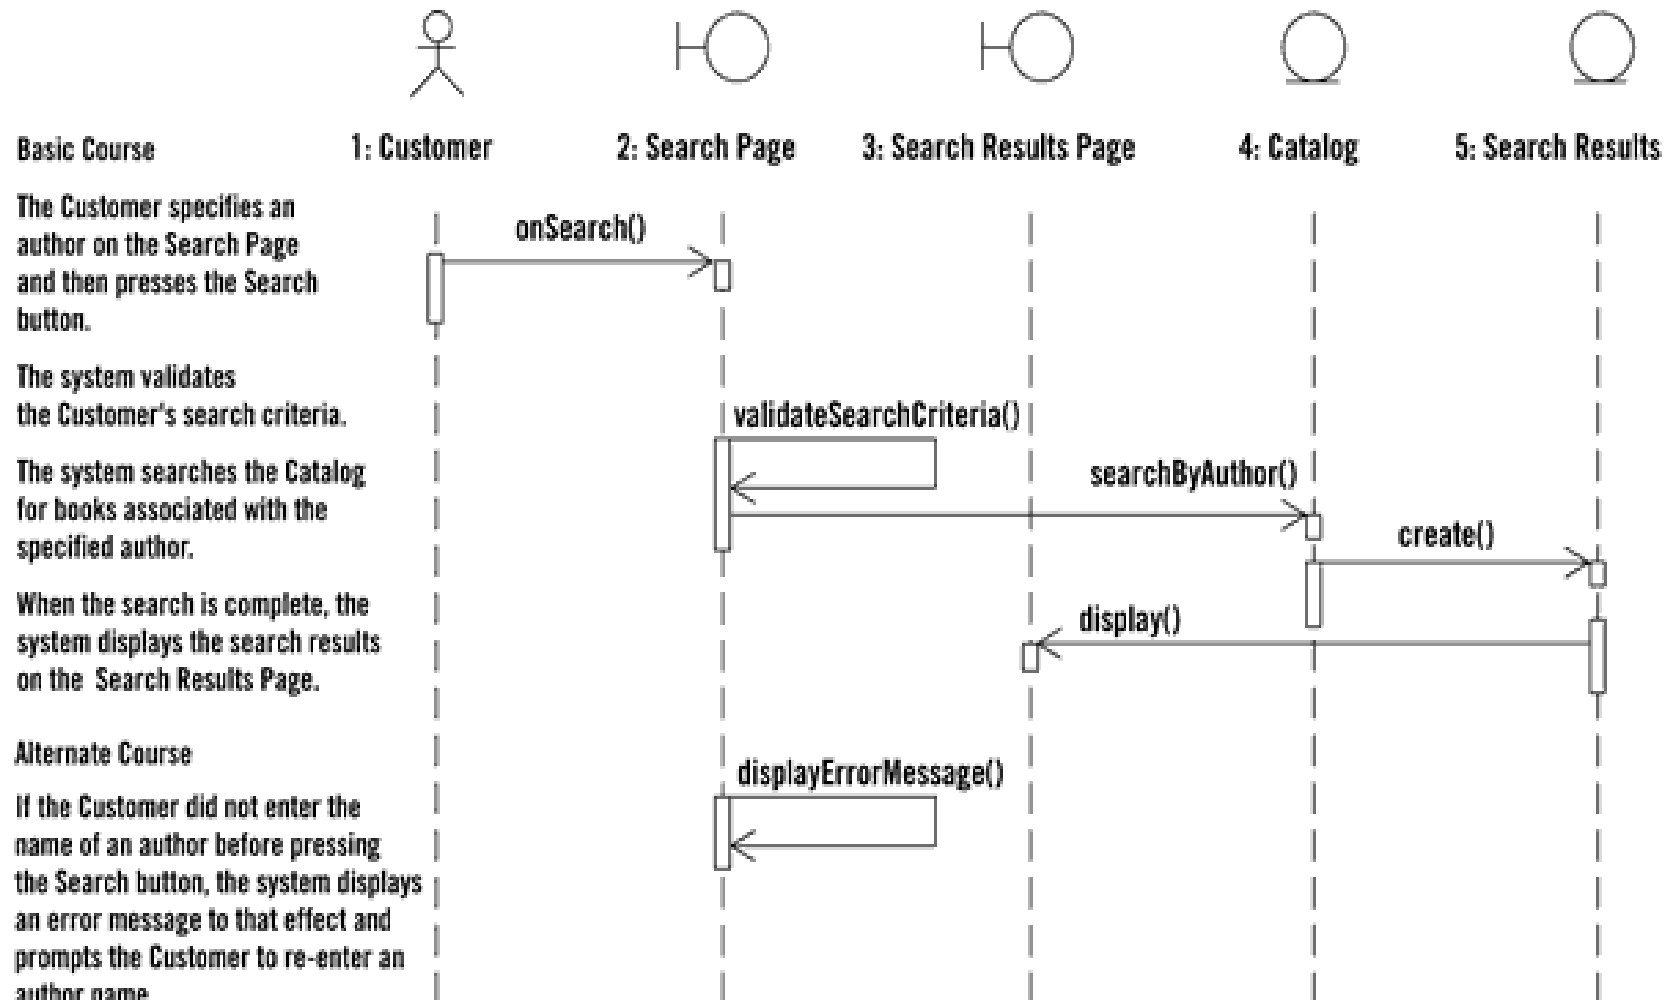 Basic Course
1: Customer
2: Search Page
3: Search Results Page
4: Catalog
5: Search Results
The Customer specifies an
author on the Search Page
and then presses the Search
button.
onSearch()
The system validates
the Customer's search criteria.
validateSearchCriteria()
The system searches the Catalog
for books associated with the
specified author.
searchByAuthor()
create()
When the search is complete, the
system displays the search results
on the Search Results Page.
display()
Alternate Course
displayErrorMessage()
If the Customer did not enter the
name of an author before pressing
the Search button, the system displays
an error message to that effect and
prompts the Customer to re-enter an
author name